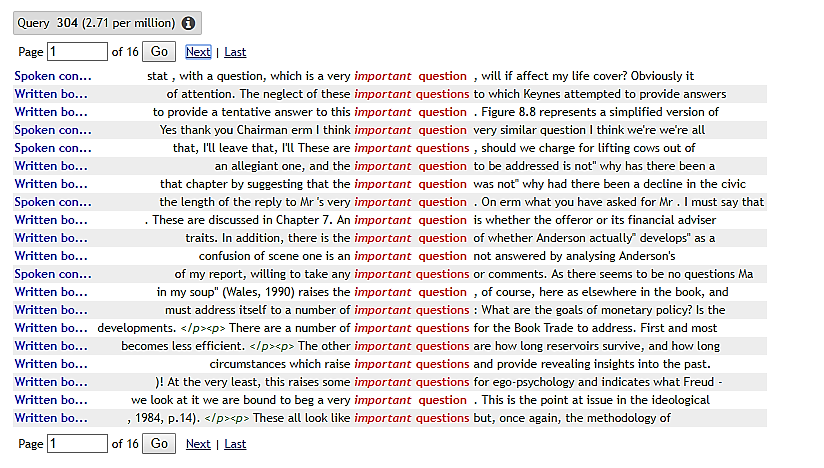 Query 304 (2.71 per million)
Page 1 of 16 Go Next | Last
Spoken con... stat , with a question, which is a very important question , will if affect my life cover? Obviously it
Written bo... of attention. The neglect of these important questions to which Keynes attempted to provide answers
Written bo... to provide a tentative answer to this important question . Figure 8.8 represents a simplified version of
Spoken con... Yes thank you Chairman erm I think important question very similar question I think we're we're all
Spoken con... that, I'll leave that, I'll These are important questions , should we charge for lifting cows out of
Written bo... an allegiant one, and the important question to be addressed is not" why has there been a
Written bo... that chapter by suggesting that the important question was not" why had there been a decline in the civic
Spoken con... the length of the reply to Mr 's very important question . On erm what you have asked for Mr . I must say that
Written bo... . These are discussed in Chapter 7. An important question is whether the offeror or its financial adviser
Written bo... traits. In addition, there is the important question of whether Anderson actually" develops" as a
Written bo... confusion of scene one is an important question not answered by analysing Anderson's
Spoken con... of my report, willing to take any important questions or comments. As there seems to be no questions Ma
Written bo... in my soup" (Wales, 1990) raises the important question , of course, here as elsewhere in the book, and
Written bo... must address itself to a number of important questions : What are the goals of monetary policy? Is the
Written bo... developments. </p><p> There are a number of important questions for the Book Trade to address. First and most
Written bo... becomes less efficient. </p><p> The other important questions are how long reservoirs survive, and how long
Written bo... circumstances which raise important questions and provide revealing insights into the past.
Written bo... )! At the very least, this raises some important questions for ego-psychology and indicates what Freud -
Written bo... we look at it we are bound to beg a very important question . This is the point at issue in the ideological
Written bo... , 1984, p.14). </p><p> These all look like important questions but, once again, the methodology of
Page 1 of 16 Go Next | Last